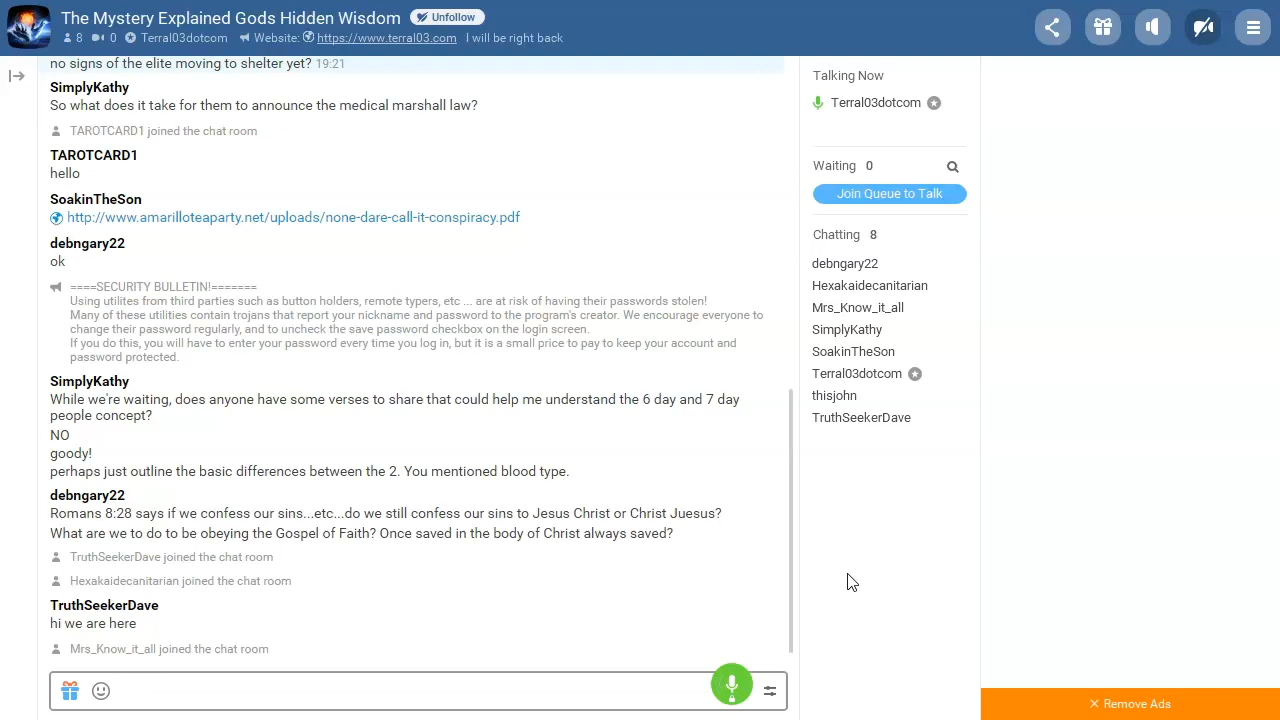 The Mystery Explained Gods Hidden Wisdom Unfollow
8 0 Terral03dotcom Website: https://www.terral03.com I will be right back
no signs of the elite moving to shelter yet? 19:21
SimplyKathy
So what does it take for them to announce the medical marshall law?
TAROTCARD1 joined the chat room
TAROTCARD1
hello
SoakinTheSon
http://www.amarilloteaparty.net/uploads/none-dare-call-it-conspiracy.pdf
debngary22
ok
====SECURITY BULLETIN!=======
Using utilites from third parties such as button holders, remote typers, etc ... are at risk of having their passwords stolen!
Many of these utilities contain trojans that report your nickname and password to the program's creator. We encourage everyone to
change their password regularly, and to uncheck the save password checkbox on the login screen.
If you do this, you will have to enter your password every time you log in, but it is a small price to pay to keep your account and
password protected.
SimplyKathy
While we're waiting, does anyone have some verses to share that could help me understand the 6 day and 7 day
people concept?
NO
goody!
perhaps just outline the basic differences between the 2. You mentioned blood type.
debngary22
Romans 8:28 says if we confess our sins...etc...do we still confess our sins to Jesus Christ or Christ Juesus?
What are we to do to be obeying the Gospel of Faith? Once saved in the body of Christ always saved?
TruthSeekerDave joined the chat room
Hexakaidecanitarian joined the chat room
TruthSeekerDave
hi we are here
Mrs_Know_it_all joined the chat room
Talking Now
Terral03dotcom
Waiting 0
Join Queue to Talk
Chatting 8
debngary22
Hexakaidecanitarian
Mrs_Know_it_all
SimplyKathy
SoakinTheSon
Terral03dotcom
thisjohn
TruthSeekerDave
Remove Ads